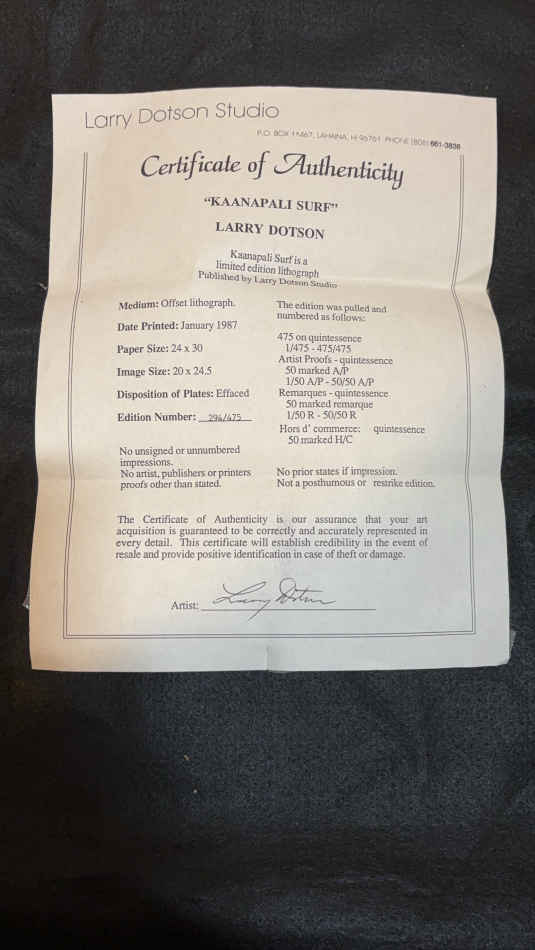 Larry Dotson Studio
P.O. BOX 11467, LAHAINA, HI 96761 PHONE (808) 661-3838
Certificate of Authenticity
“KAANAPALI SURF”
LARRY DOTSON
Kaanapali Surf is a
limited edition lithograph
Published by Larry Dotson Studio
Medium: Offset lithograph.
Date Printed: January 1987
Paper Size: 24 x 30
Image Size: 20 x 24.5
Disposition of Plates: Effaced
Edition Number: 294/475
No unsigned or unnumbered
impressions.
No artist, publishers or printers
proofs other than stated.
The edition was pulled and
numbered as follows:
475 on quintessence
1/475 - 475/475
Artist Proofs - quintessence
50 marked A/P
1/50 A/P - 50/50 A/P
Remarques - quintessence
50 marked remarque
1/50 R - 50/50 R
Hors d’ commerce: quintessence
50 marked H/C
No prior states if impression.
Not a posthumous or restrike edition.
The Certificate of Authenticity is our assurance that your art
acquisition is guaranteed to be correctly and accurately represented in
every detail. This certificate will establish credibility in the event of
resale and provide positive identification in case of theft or damage.
Artist: Larry Dotson